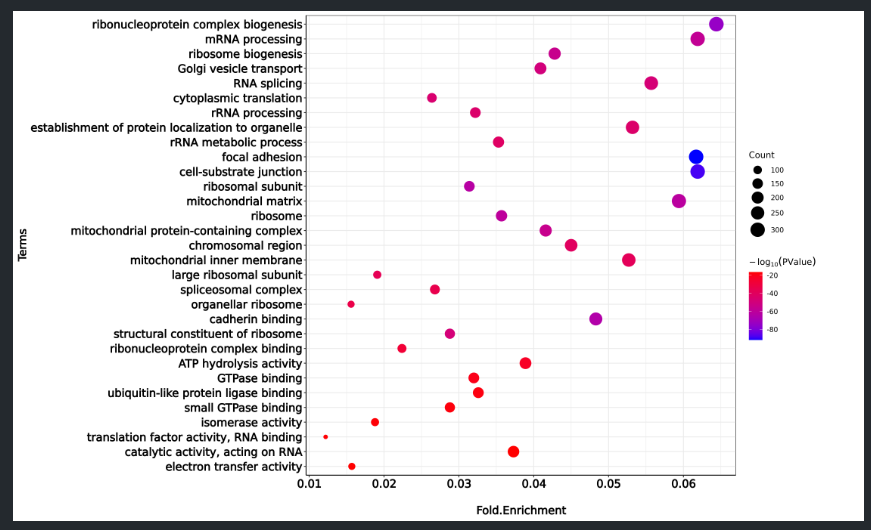 ribonucleoprotein complex biogenesis
mRNA processing
ribosome biogenesis
Golgi vesicle transport
RNA splicing
cytoplasmic translation
rRNA processing
establishment of protein localization to organelle
rRNA metabolic process
focal adhesion
cell-substrate junction
ribosomal subunit
mitochondrial matrix
ribosome
mitochondrial protein-containing complex
chromosomal region
mitochondrial inner membrane
large ribosomal subunit
spliceosomal complex
organellar ribosome
cadherin binding
structural constituent of ribosome
ribonucleoprotein complex binding
ATP hydrolysis activity
GTPase binding
ubiquitin-like protein ligase binding
small GTPase binding
isomerase activity
translation factor activity, RNA binding
catalytic activity, acting on RNA
electron transfer activity
Terms
0.01 0.02 0.03 0.04 0.05 0.06
Fold.Enrichment
Count
100
150
200
250
300
−log₁₀(PValue)
-20
-40
-60
-80